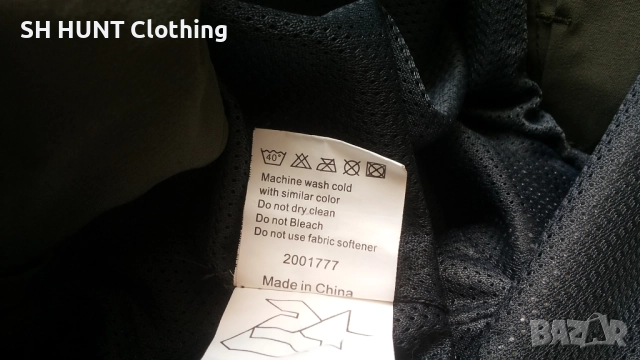 SH HUNT Clothing
40°
Machine wash cold
with similar color
Do not dry clean
Do not Bleach
Do not use fabric softener
2001777
Made in China
BAZAR